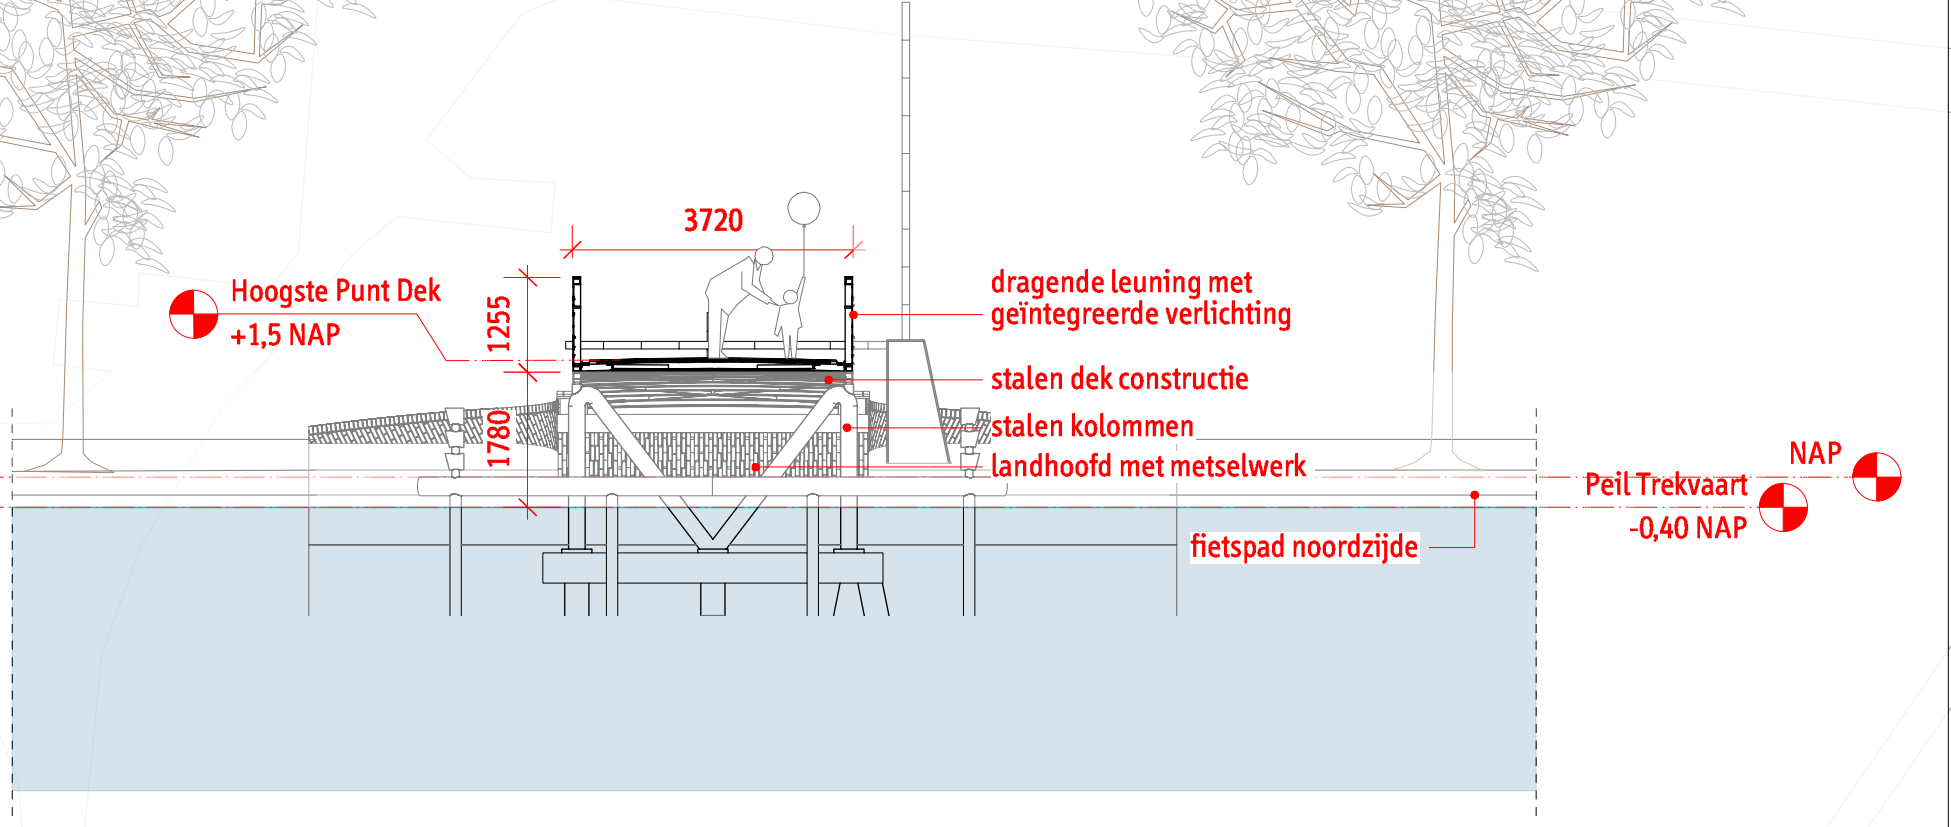 3720
Hoogste Punt Dek
+1,5 NAP
1255
1780
dragende leuning met
geïntegreerde verlichting
stalen dek constructie
stalen kolommen
landhoofd met metselwerk
NAP
Peil Trekvaart
-0,40 NAP
fietspad noordzijde